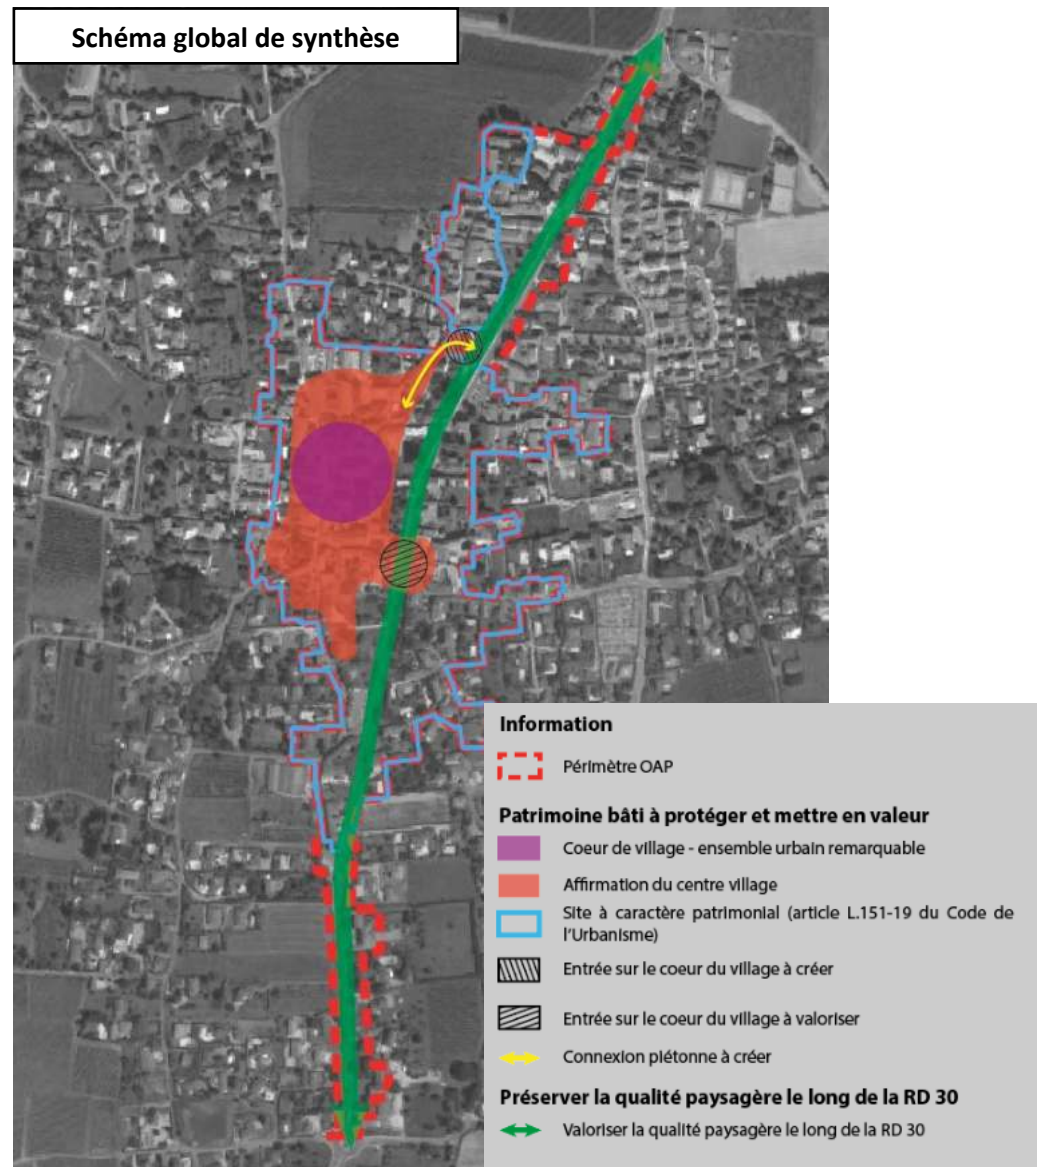 Schéma global de synthèse
Information
Périmètre OAP
Patrimoine bâti à protéger et mettre en valeur
Coeur de village - ensemble urbain remarquable
Affirmation du centre village
Site à caractère patrimonial (article L.151-19 du Code de
l'Urbanisme)
Entrée sur le coeur du village à créer
Entrée sur le coeur du village à valoriser
Connexion piétonne à créer
Préserver la qualité paysagère le long de la RD 30
Valoriser la qualité paysagère le long de la RD 30